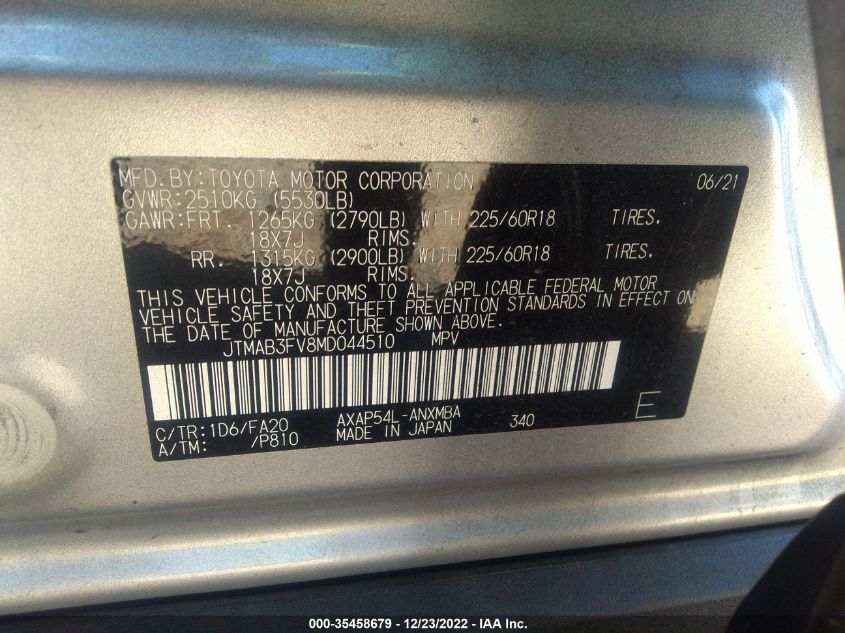 MFD.BY:TOYOTA MOTOR CORPORATION 06/21
GVWR:2510KG (5530LB)
GAWR:FRT. 1265KG (2790LB) WITH 225/60R18 TIRES.
18X7J RIMS.
RR. 1315KG (2900LB) WITH 225/60R18 TIRES.
18X7J RIMS.
THIS VEHICLE CONFORMS TO ALL APPLICABLE FEDERAL MOTOR
VEHICLE SAFETY AND THEFT PREVENTION STANDARDS IN EFFECT ON
THE DATE OF MANUFACTURE SHOWN ABOVE.
JTMAB3FV8MD044510 MPV
C/TR:1D6/FA20 AXAP54L-ANXMBA 340 E
A/TM: /P810 MADE IN JAPAN
000-35458679 - 12/23/2022 - IAA Inc.